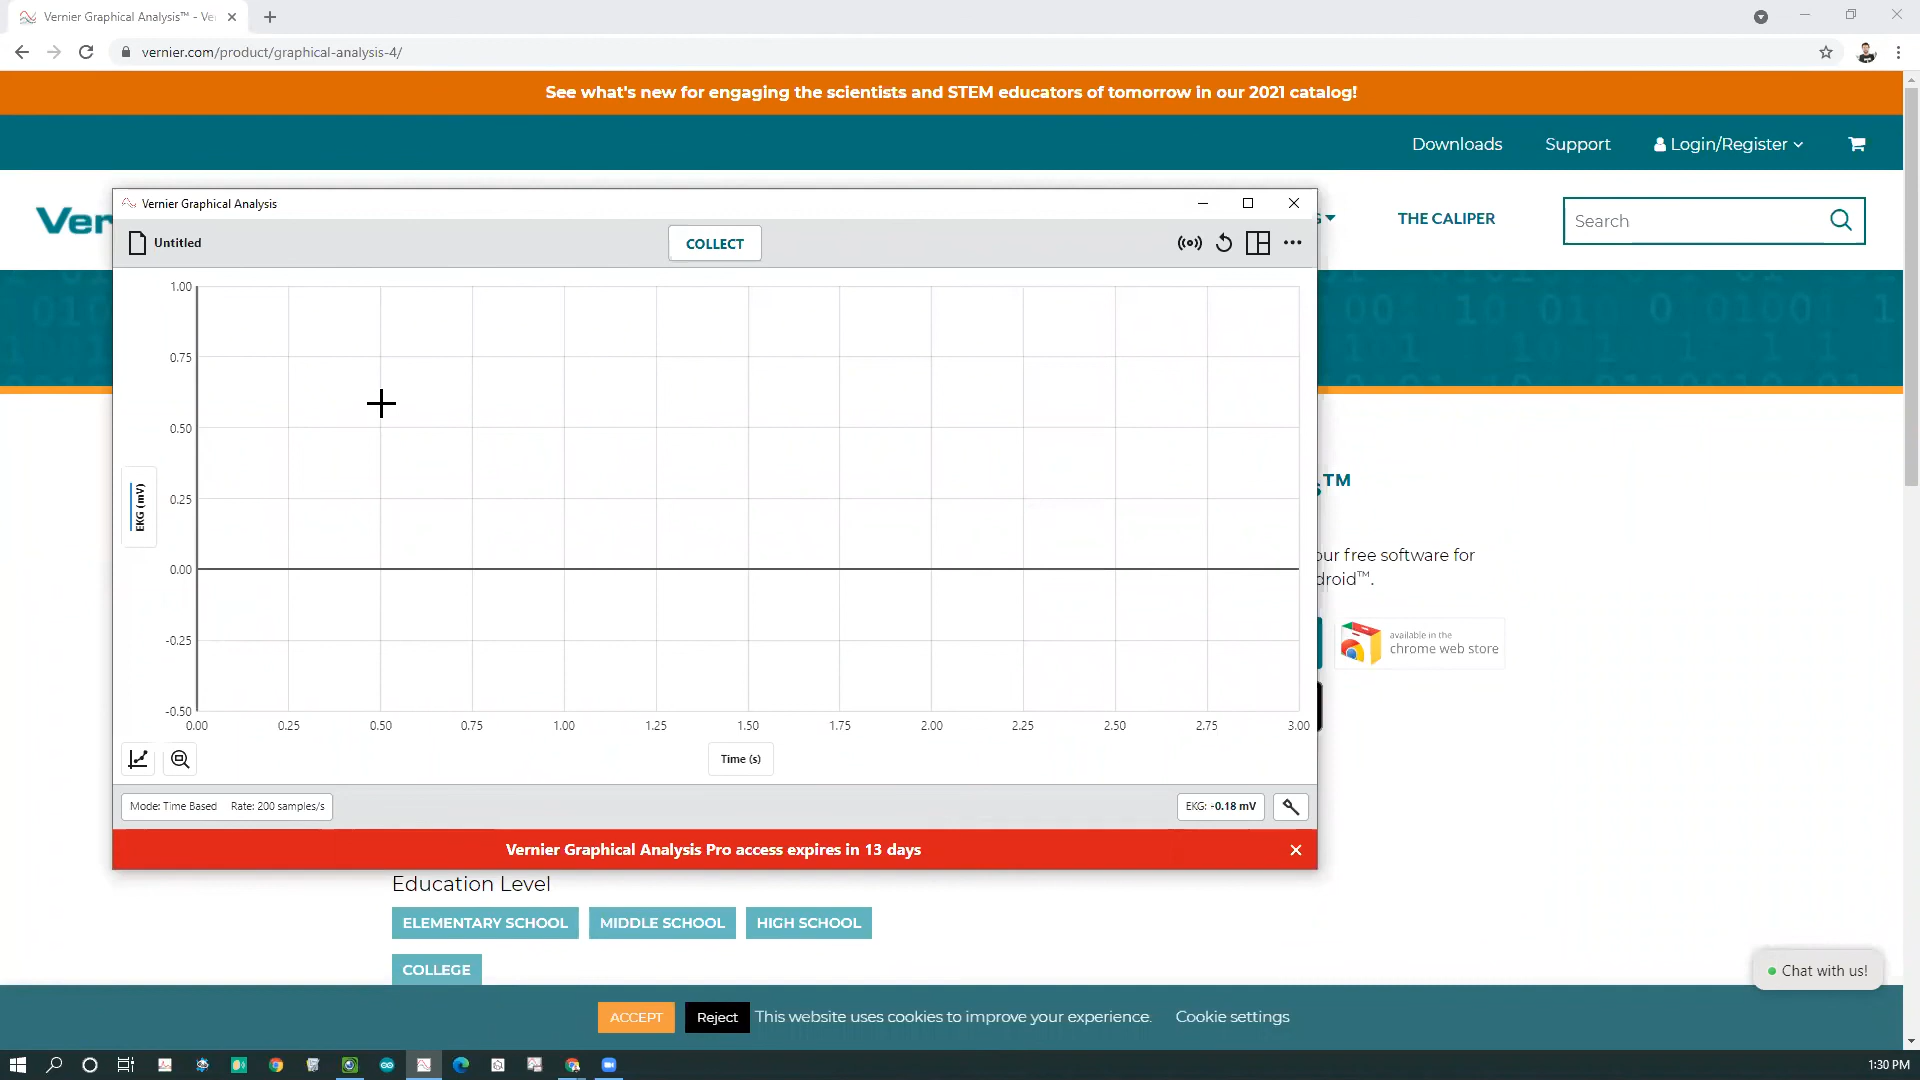 Vernier Graphical Analysis™ - Ve
vernier.com/product/graphical-analysis-4/
See what's new for engaging the scientists and STEM educators of tomorrow in our 2021 catalog!
Downloads Support Login/Register
Ver
THE CALIPER
Search
Vernier Graphical Analysis
Untitled
COLLECT
1.00
0.75
0.50
0.25
0.00
-0.25
-0.50
EKG (mV)
0.00 0.25 0.50 0.75 1.00 1.25 1.50 1.75 2.00 2.25 2.50 2.75 3.00
Time (s)
Mode: Time Based Rate: 200 samples/s
EKG: -0.18 mV
Vernier Graphical Analysis Pro access expires in 13 days
s™
our free software for
droid™.
available in the
chrome web store
Education Level
ELEMENTARY SCHOOL MIDDLE SCHOOL HIGH SCHOOL
COLLEGE
Chat with us!
ACCEPT Reject This website uses cookies to improve your experience. Cookie settings
1:30 PM